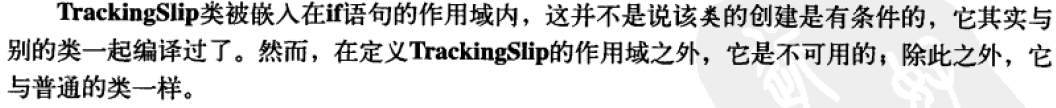 TrackingSlip类被嵌入在if语句的作用域内，这并不是说该类的创建是有条件的，它其实与
别的类一起编译过了。然而，在定义TrackingSlip的作用域之外，它是不可用的；除此之外，它
与普通的类一样。